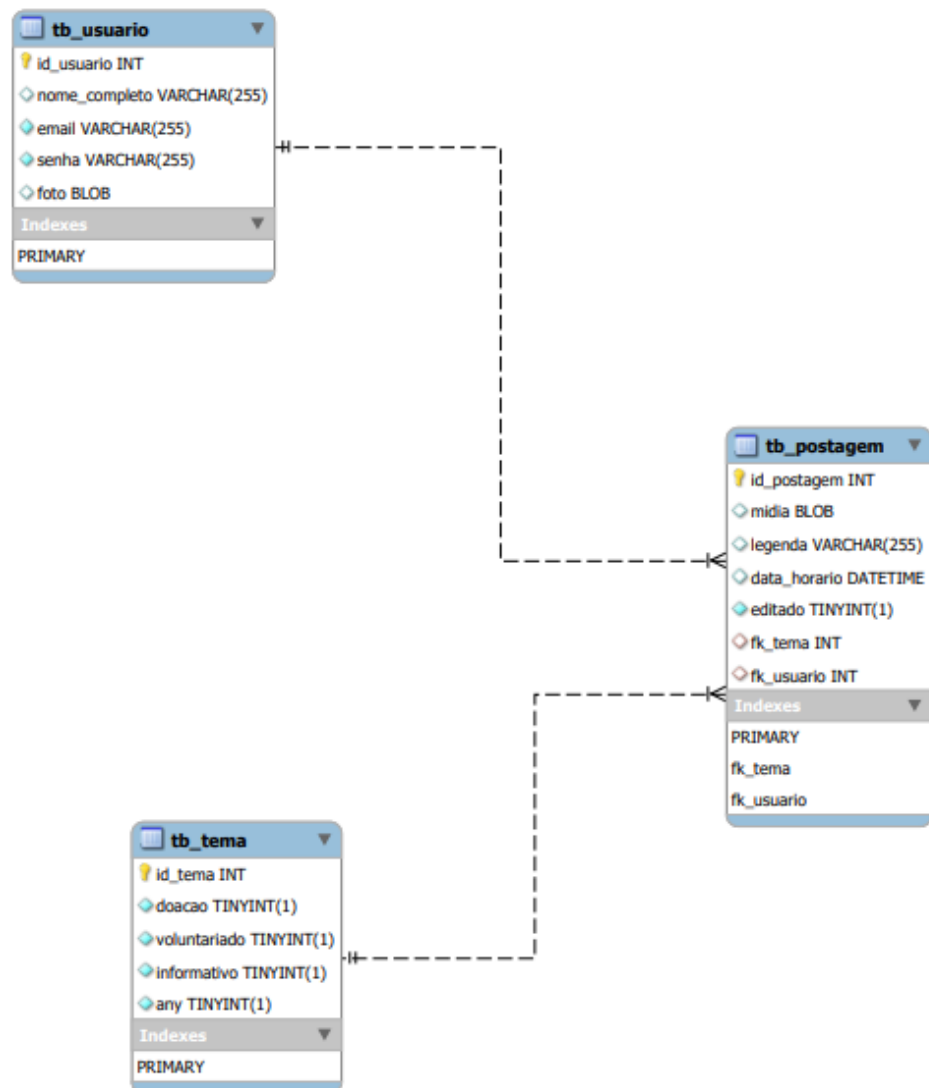 tb_usuario
id_usuario INT
nome_completo VARCHAR(255)
email VARCHAR(255)
senha VARCHAR(255)
foto BLOB
Indexes
PRIMARY
tb_postagem
id_postagem INT
midia BLOB
legenda VARCHAR(255)
data_horario DATETIME
editado TINYINT(1)
fk_tema INT
fk_usuario INT
Indexes
PRIMARY
fk_tema
fk_usuario
tb_tema
id_tema INT
doacao TINYINT(1)
voluntariado TINYINT(1)
informativo TINYINT(1)
any TINYINT(1)
Indexes
PRIMARY